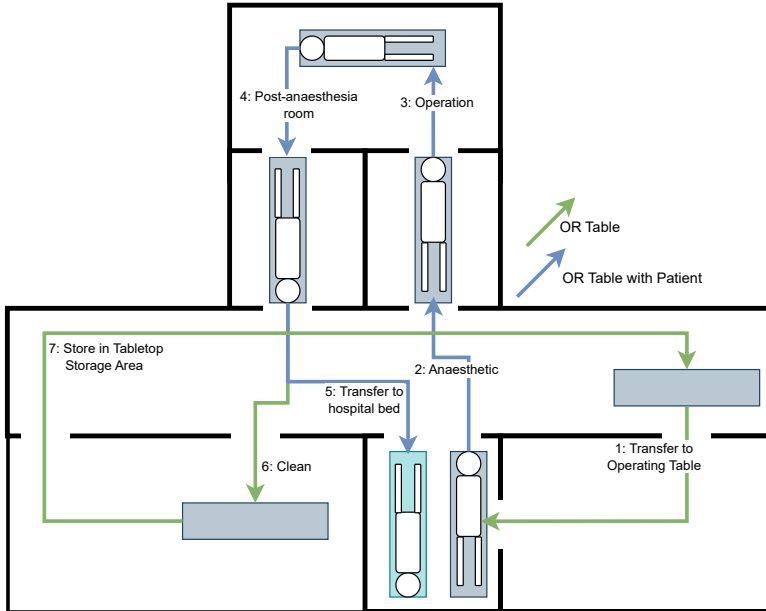 4: Post-anaesthesia
room
3: Operation
OR Table
OR Table with Patient
7: Store in Tabletop
Storage Area
2: Anaesthetic
5: Transfer to
hospital bed
1: Transfer to
Operating Table
6: Clean